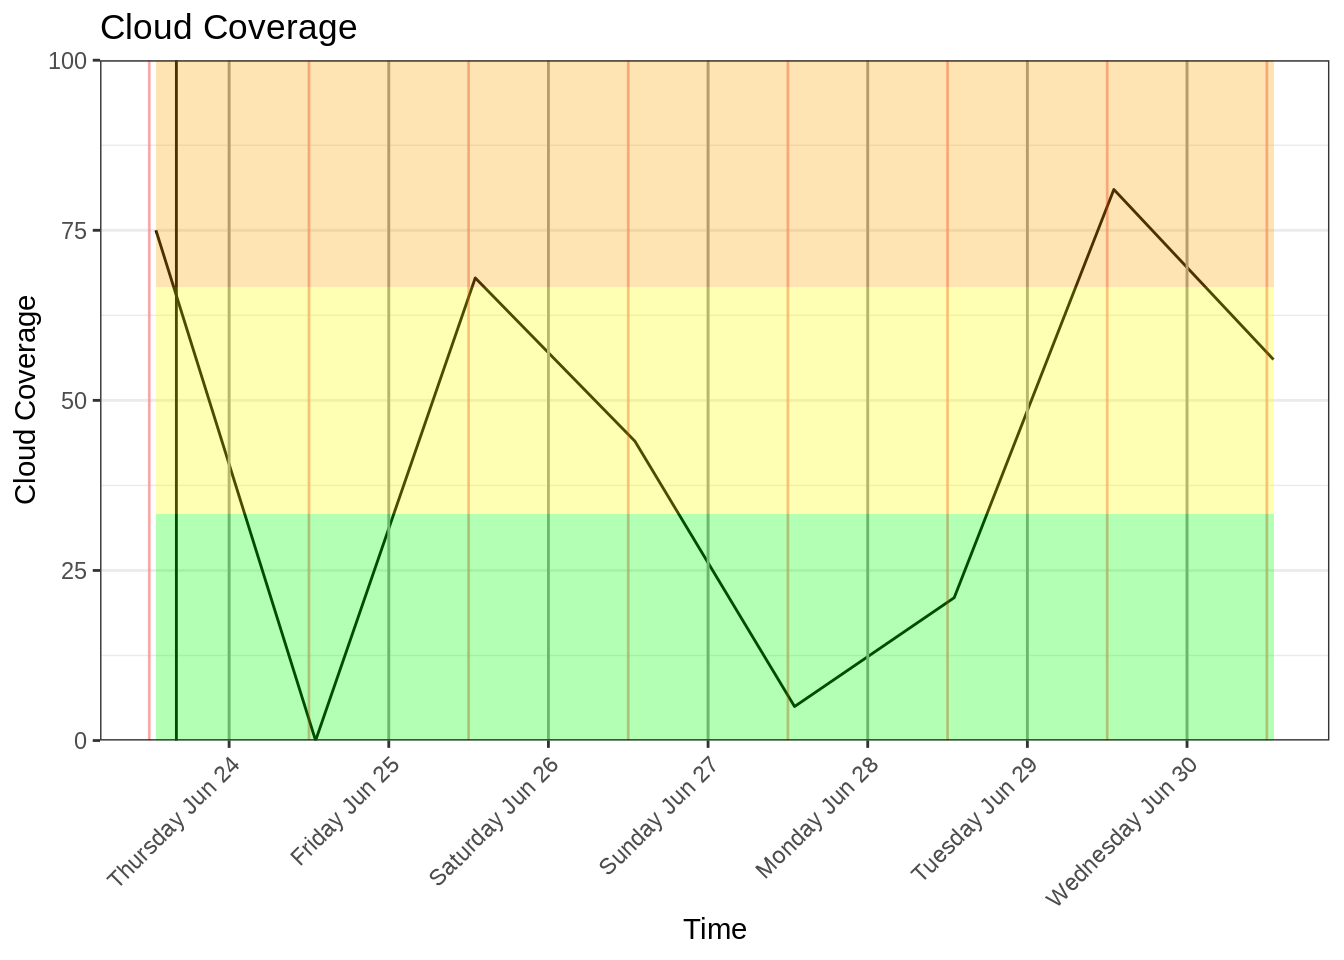 Cloud Coverage
Cloud Coverage
100
75
50
25
0
Thursday Jun 24
Friday Jun 25
Saturday Jun 26
Sunday Jun 27
Monday Jun 28
Tuesday Jun 29
Wednesday Jun 30
Time